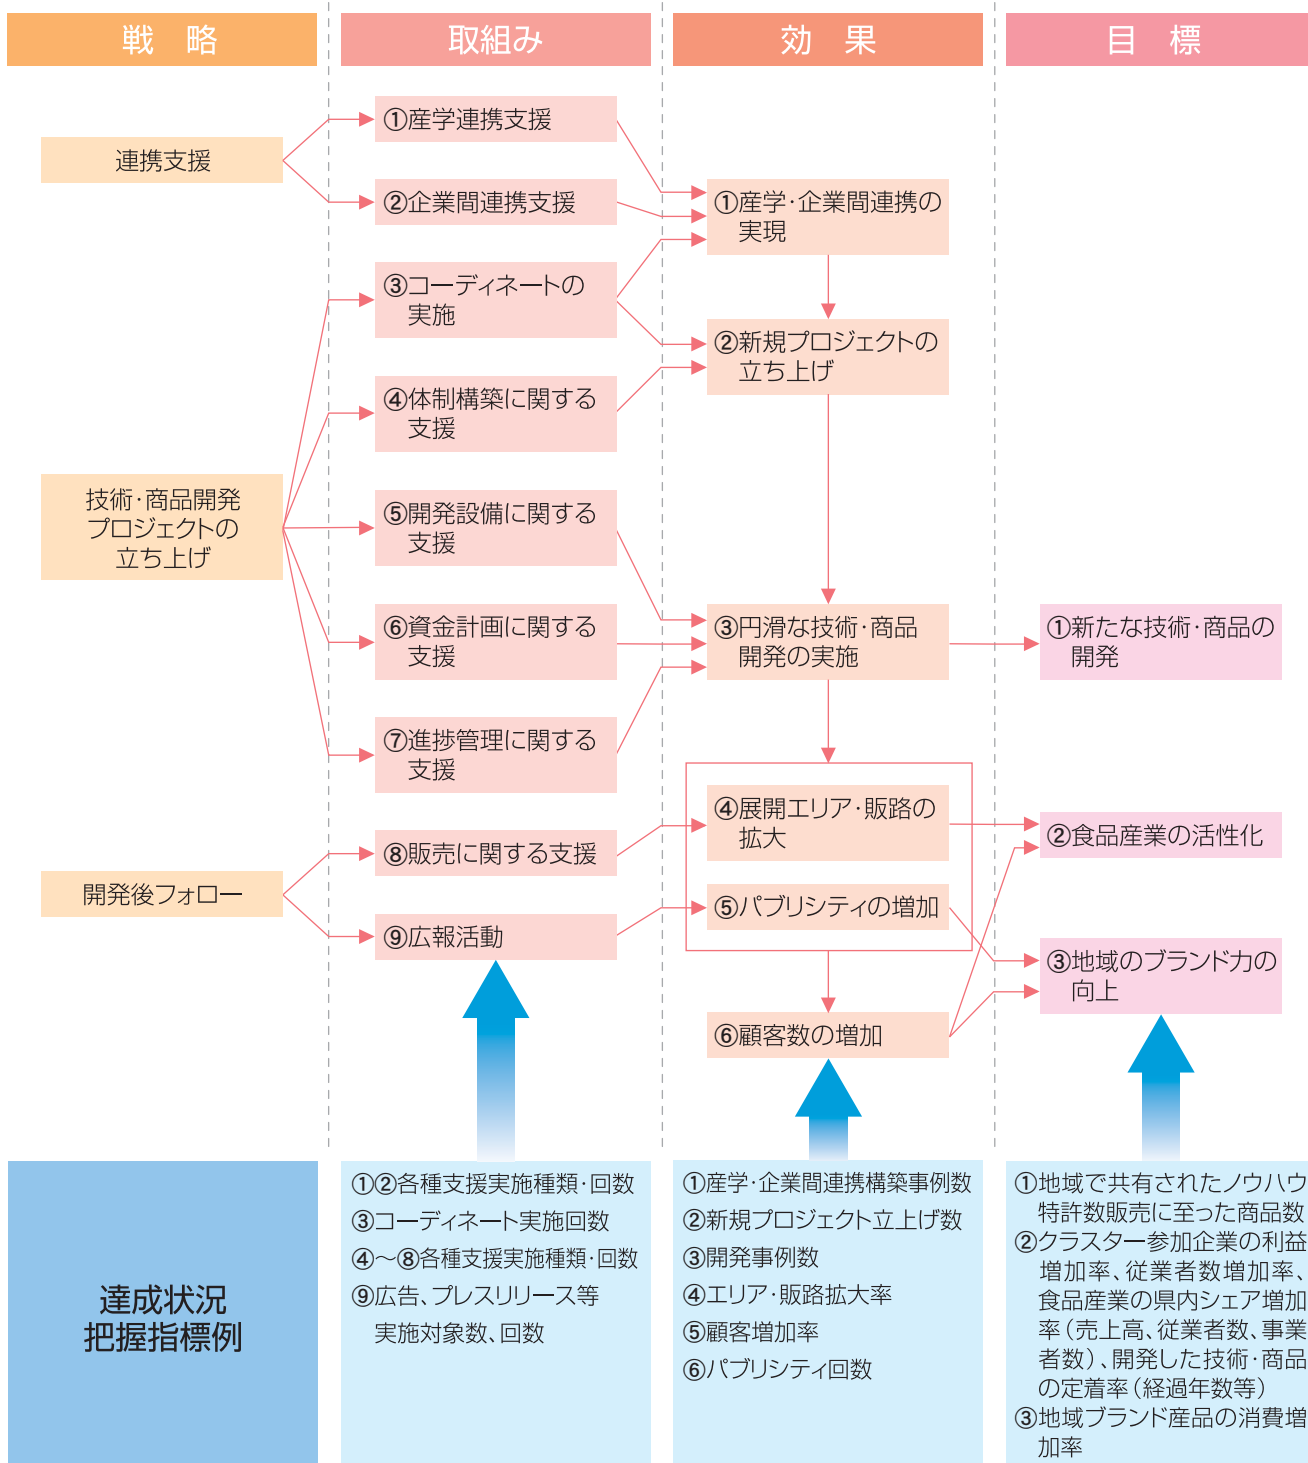 戦　略
取組み
効　果
目　標
連携支援
技術・商品開発
プロジェクトの
立ち上げ
開発後フォロー
①産学連携支援
②企業間連携支援
③コーディネートの
実施
④体制構築に関する
支援
⑤開発設備に関する
支援
⑥資金計画に関する
支援
⑦進捗管理に関する
支援
⑧販売に関する支援
⑨広報活動
①産学・企業間連携の
実現
②新規プロジェクトの
立ち上げ
③円滑な技術・商品
開発の実施
④展開エリア・販路の
拡大
⑤パブリシティの増加
⑥顧客数の増加
①新たな技術・商品の
開発
②食品産業の活性化
③地域のブランド力の
向上
達成状況
把握指標例
①②各種支援実施種類・回数
③コーディネート実施回数
④～⑧各種支援実施種類・回数
⑨広告、プレスリリース等
実施対象数、回数
①産学・企業間連携構築事例数
②新規プロジェクト立上げ数
③開発事例数
④エリア・販路拡大率
⑤顧客増加率
⑥パブリシティ回数
①地域で共有されたノウハウ
特許数販売に至った商品数
②クラスター参加企業の利益
増加率、従業者数増加率、
食品産業の県内シェア増加
率（売上高、従業者数、事業
者数）、開発した技術・商品
の定着率（経過年数等）
③地域ブランド産品の消費増
加率